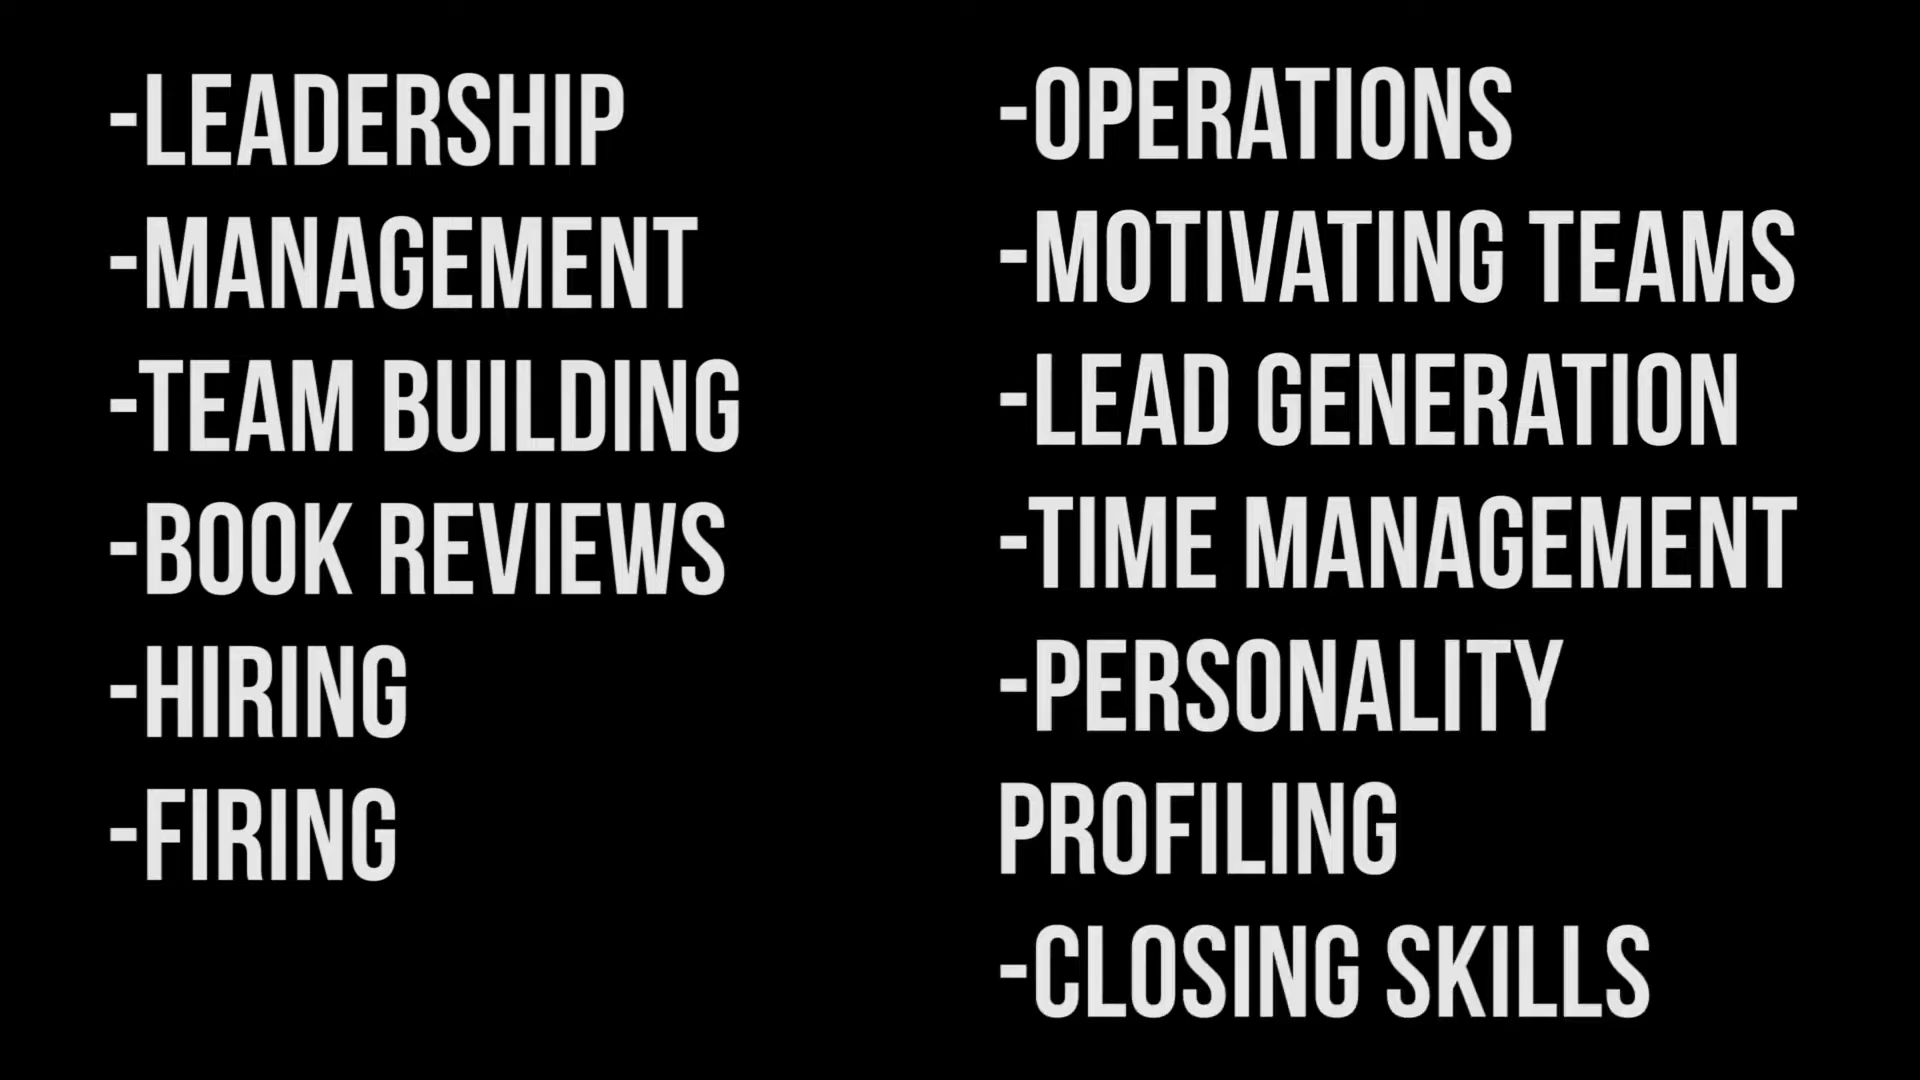 -LEADERSHIP
-MANAGEMENT
-TEAM BUILDING
-BOOK REVIEWS
-HIRING
-FIRING
-OPERATIONS
-MOTIVATING TEAMS
-LEAD GENERATION
-TIME MANAGEMENT
-PERSONALITY
PROFILING
-CLOSING SKILLS